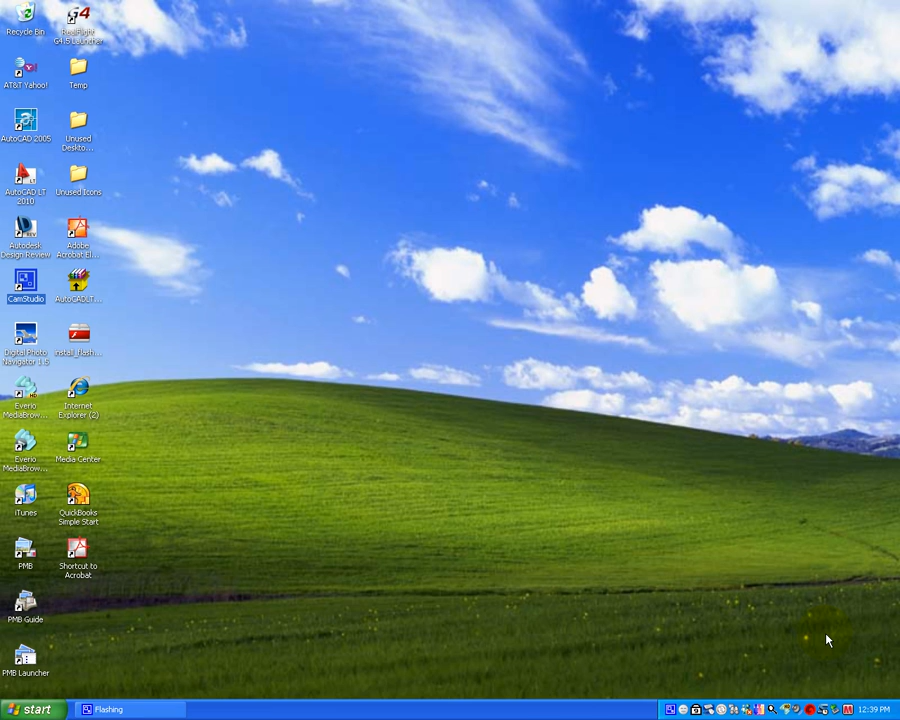 Recycle Bin
G4
RealFlight
G4.5 Launcher
AT&T Yahoo!
Temp
AutoCAD 2005
Unused
Deskto...
AutoCAD LT
2010
Unused Icons
Autodesk
Design Review
Adobe
Acrobat El...
CamStudio
AutoCADLT...
Digital Photo
Navigator 1.5
install_flash...
Everio
MediaBrow...
Internet
Explorer (2)
Everio
MediaBrow...
Media Center
iTunes
QuickBooks
Simple Start
PMB
Shortcut to
Acrobat
PMB Guide
PMB Launcher
start
Flashing
12:39 PM